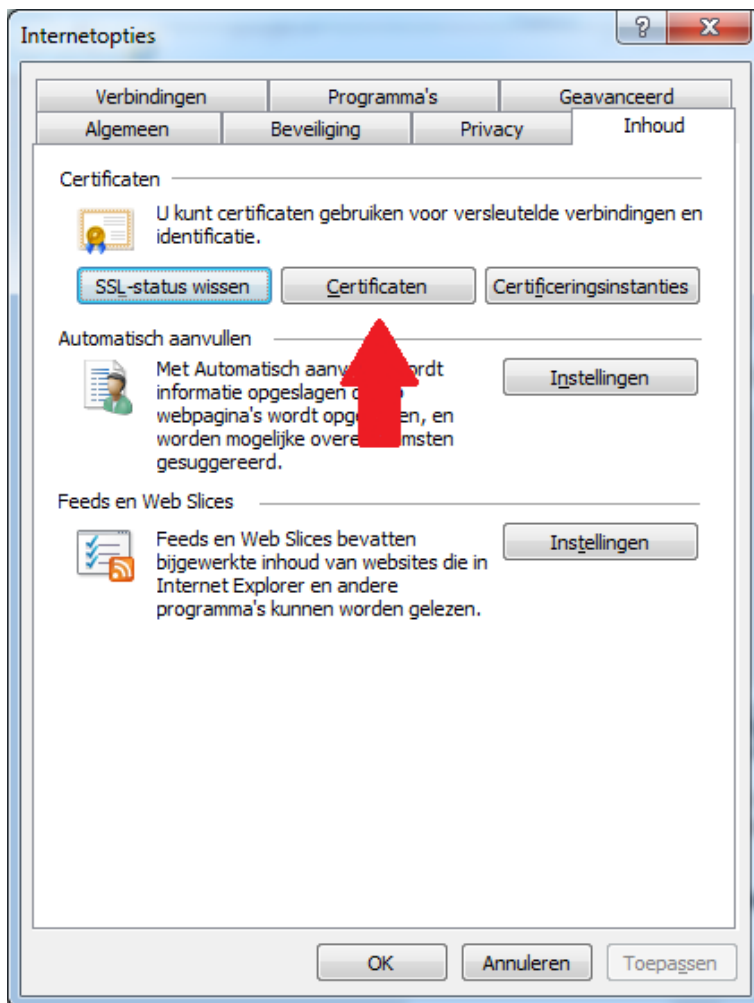 Internetopties
Verbindingen Programma's Geavanceerd
Algemeen Beveiliging Privacy Inhoud
Certificaten
U kunt certificaten gebruiken voor versleutelde verbindingen en
identificatie.
SSL-status wissen Certificaten Certificeringsinstanties
Automatisch aanvullen
Met Automatisch
informatie opgeslagen
webpagina's wordt en
worden mogelijke
gesuggereerd.
Instellingen
Feeds en Web Slices
Feeds en Web Slices bevatten
bijgewerkte inhoud van websites die in
Internet Explorer en andere
programma's kunnen worden gelezen.
Instellingen
OK Annuleren Toepassen